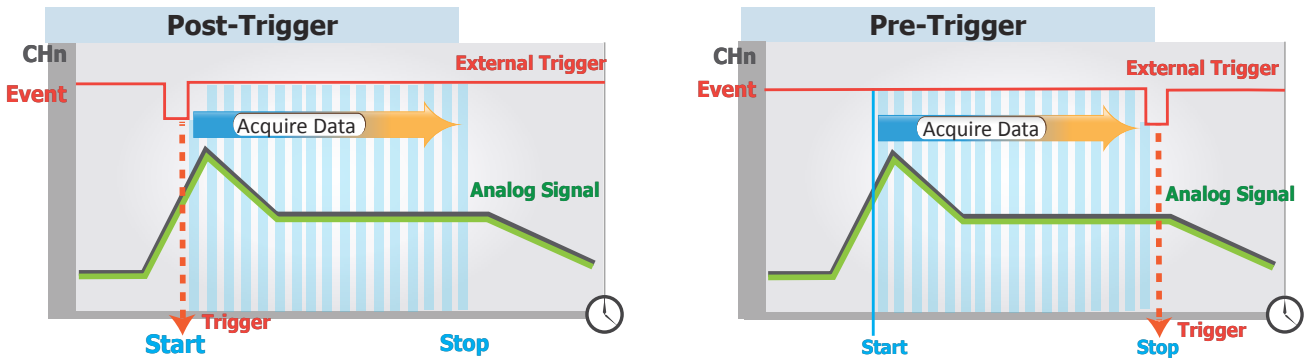 Post-Trigger
CHn
External Trigger
Event
Acquire Data
Analog Signal
Trigger
Start
Stop
Pre-Trigger
CHn
External Trigger
Event
Acquire Data
Analog Signal
Trigger
Start
Stop